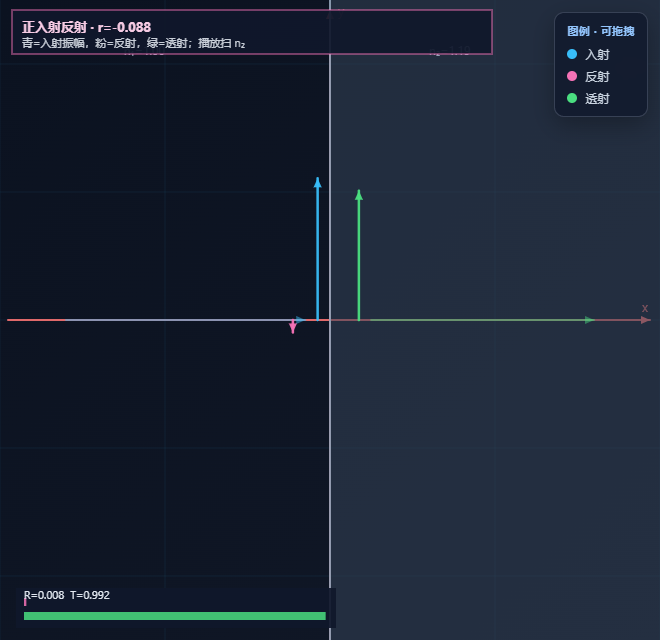 正入射反射 · r=-0.088
青=入射振幅，粉=反射，绿=透射；播放扫 n₂
图例 · 可拖拽
入射
反射
透射
x
R=0.008 T=0.992